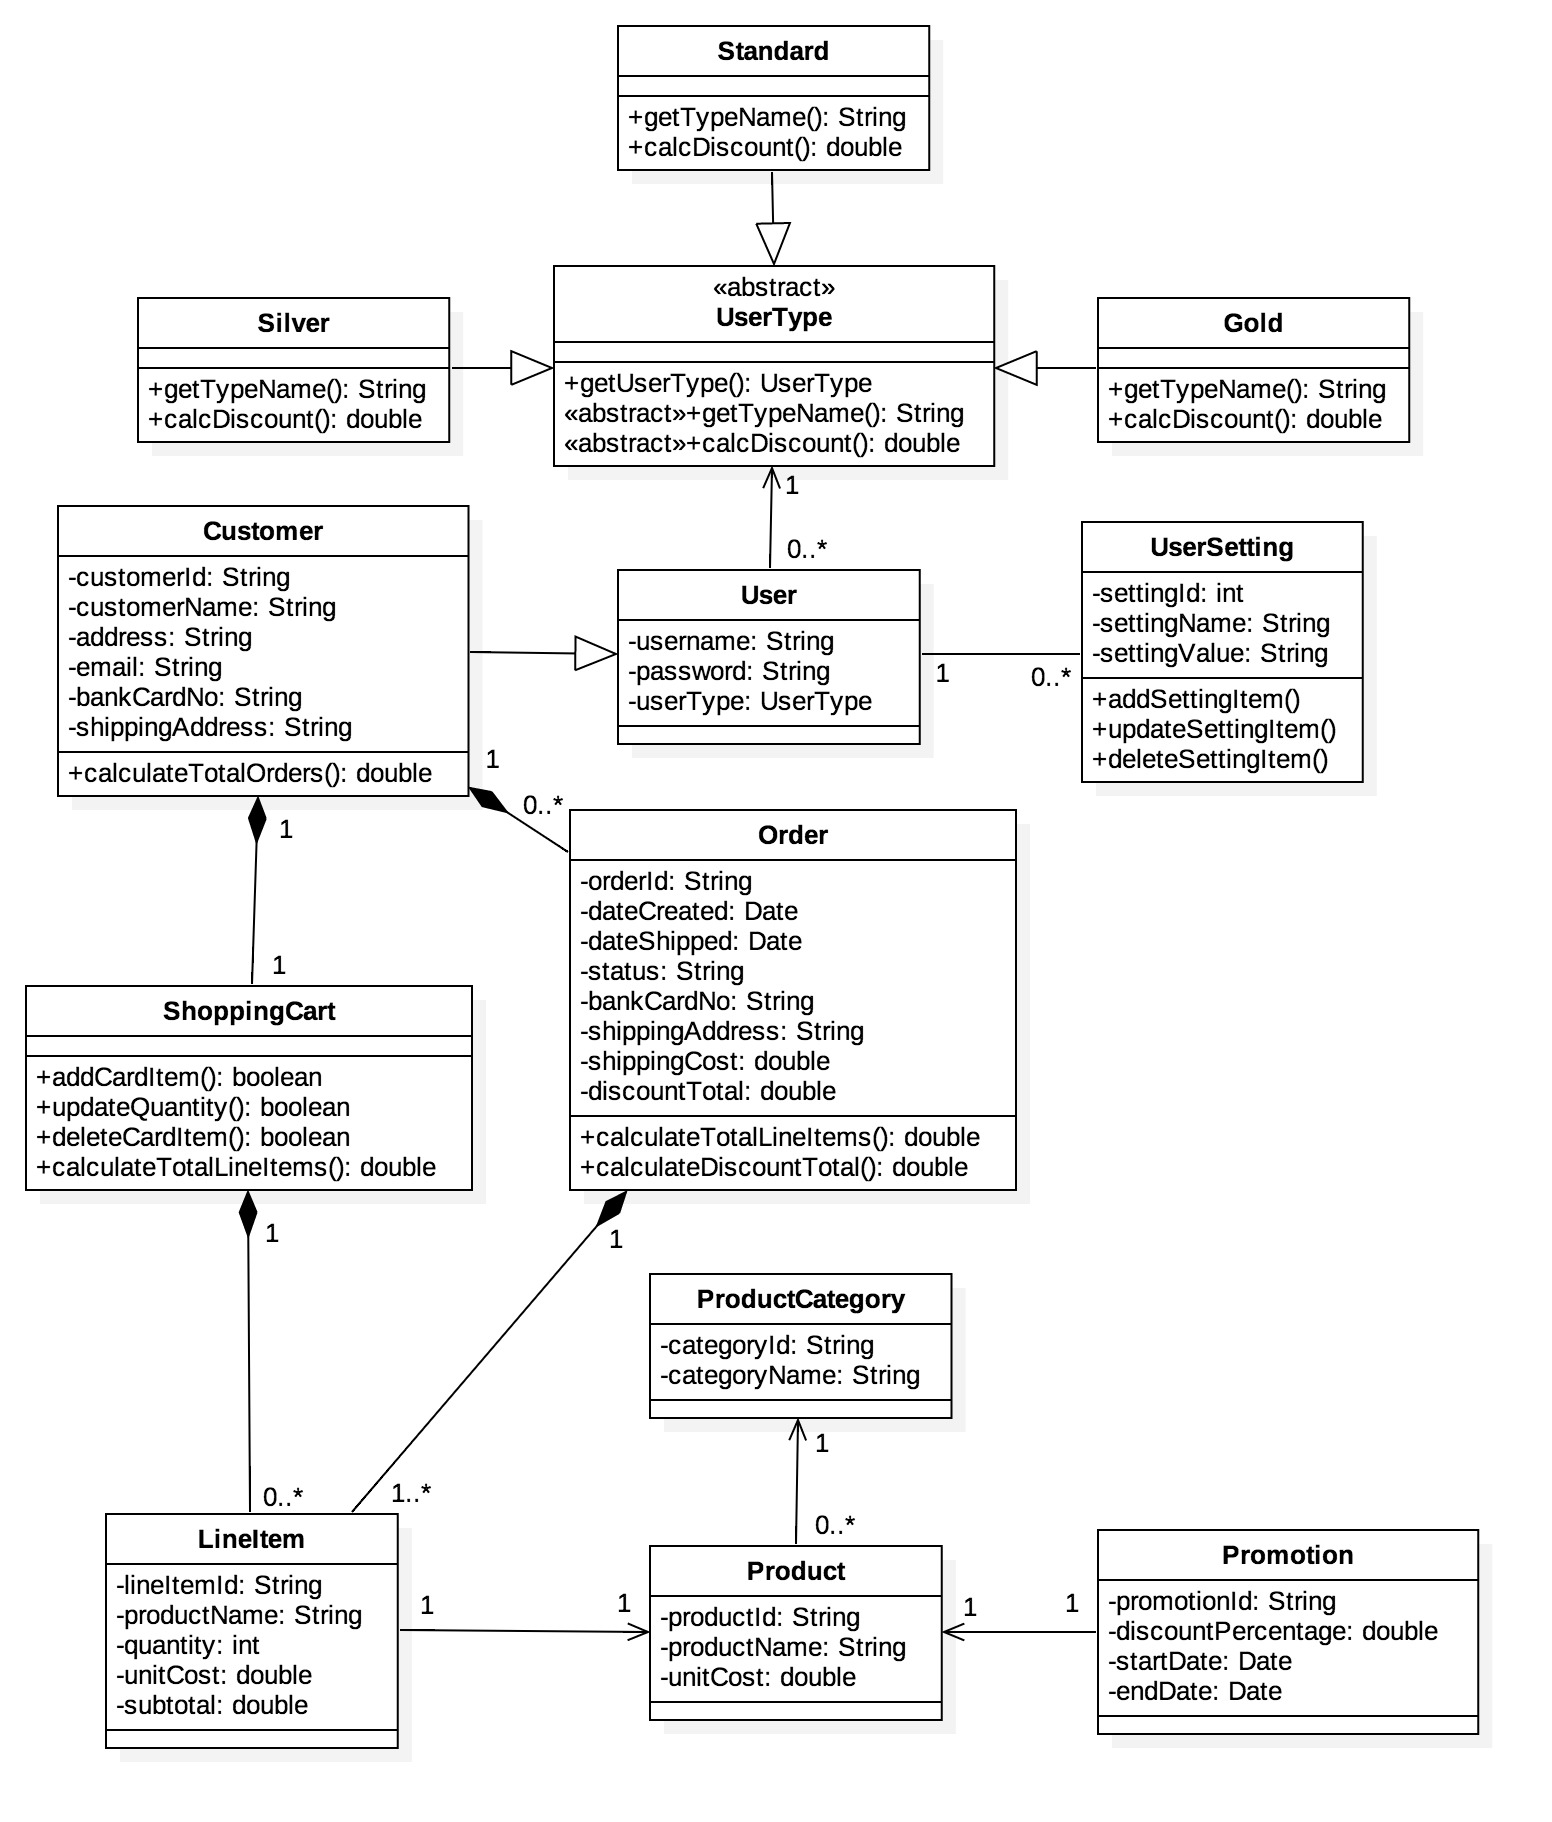 Standard
+getTypeName(): String
+calcDiscount(): double
«abstract»
UserType
+getUserType(): UserType
«abstract»+getTypeName(): String
«abstract»+calcDiscount(): double
Silver
+getTypeName(): String
+calcDiscount(): double
Gold
+getTypeName(): String
+calcDiscount(): double
1
0..*
Customer
-customerId: String
-customerName: String
-address: String
-email: String
-bankCardNo: String
-shippingAddress: String
+calculateTotalOrders(): double
User
-username: String
-password: String
-userType: UserType
1
0..*
UserSetting
-settingId: int
-settingName: String
-settingValue: String
+addSettingItem()
+updateSettingItem()
+deleteSettingItem()
1
0..*
1
1
Order
-orderId: String
-dateCreated: Date
-dateShipped: Date
-status: String
-bankCardNo: String
-shippingAddress: String
-shippingCost: double
-discountTotal: double
+calculateTotalLineItems(): double
+calculateDiscountTotal(): double
ShoppingCart
+addCardItem(): boolean
+updateQuantity(): boolean
+deleteCardItem(): boolean
+calculateTotalLineItems(): double
1
1
0..*
1..*
ProductCategory
-categoryId: String
-categoryName: String
1
0..*
LineItem
-lineItemId: String
-productName: String
-quantity: int
-unitCost: double
-subtotal: double
1
1
Product
-productId: String
-productName: String
-unitCost: double
1
1
Promotion
-promotionId: String
-discountPercentage: double
-startDate: Date
-endDate: Date